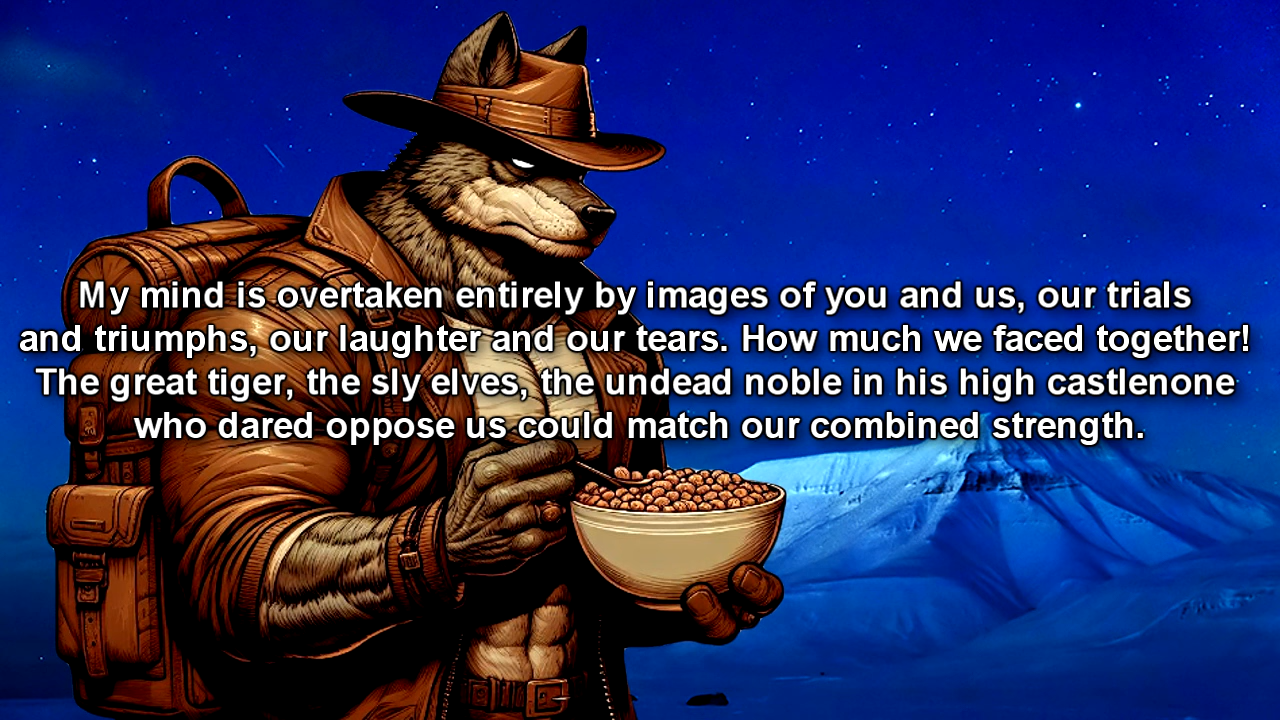 My mind is overtaken entirely by images of you and us, our trials
and triumphs, our laughter and our tears. How much we faced together!
The great tiger, the sly elves, the undead noble in his high castlenone
who dared oppose us could match our combined strength.